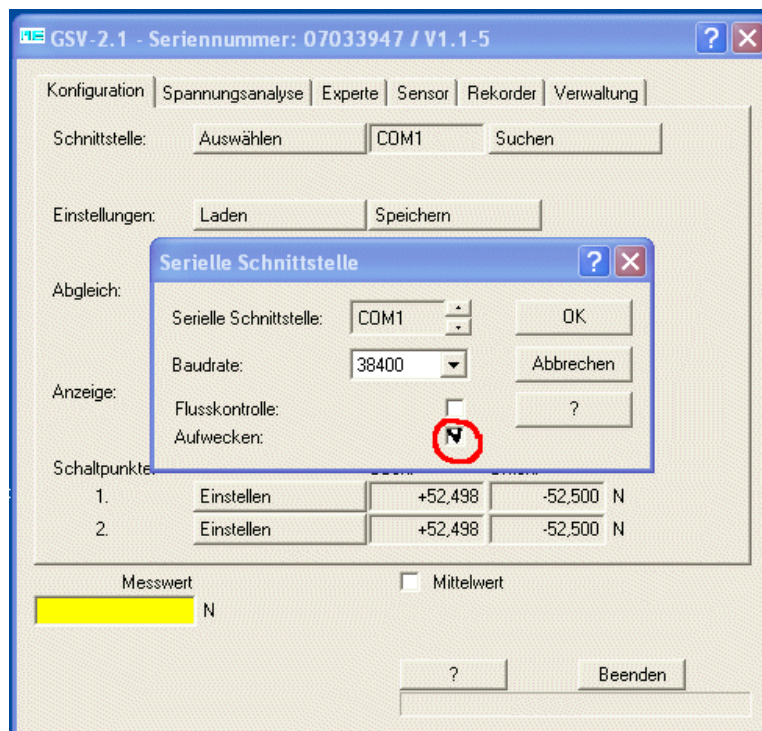 GSV-2.1 - Seriennummer: 07033947 / V1.1-5
Konfiguration Spannungsanalyse Experte Sensor Rekorder Verwaltung
Schnittstelle: Auswählen COM1 Suchen
Einstellungen: Laden Speichern
Serielle Schnittstelle
Abgleich:
Serielle Schnittstelle: COM1 OK
Baudrate: 38400 Abbrechen
Anzeige:
Flusskontrolle: ?
Aufwecken:
Schaltpunkte
1. Einstellen +52,498 -52,500 N
2. Einstellen +52,498 -52,500 N
Messwert Mittelwert
N
? Beenden